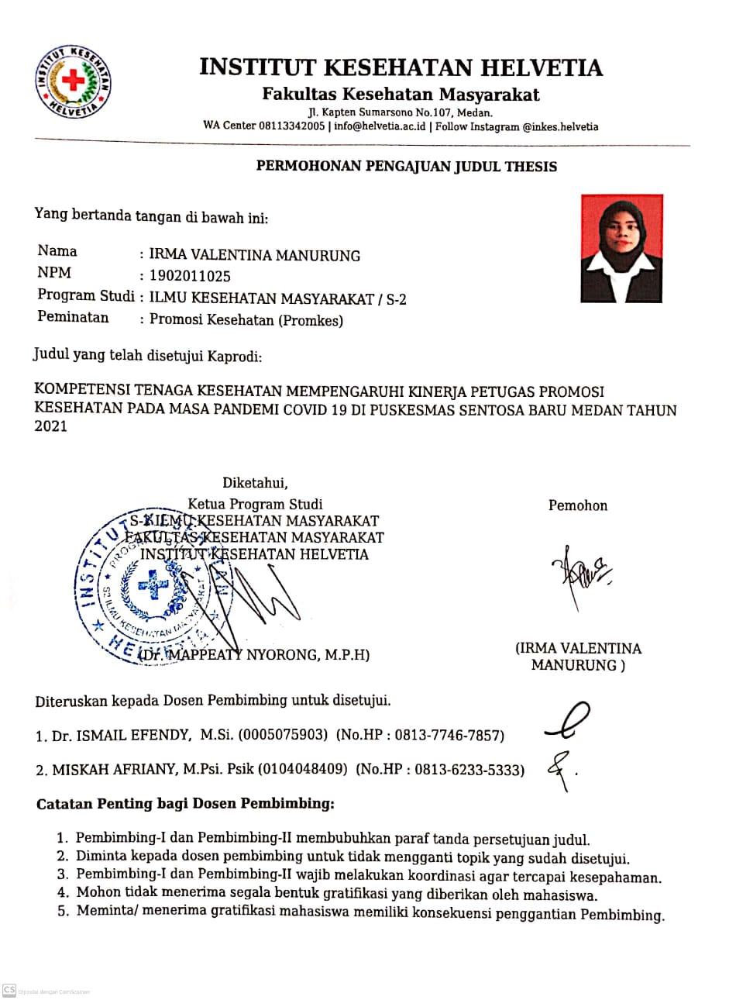 INSTITUT KESEHATAN
HELVETIA
INSTITUT KESEHATAN HELVETIA
Fakultas Kesehatan Masyarakat
Jl. Kapten Sumarsono No.107, Medan.
WA Center 08113342005 | info@helvetia.ac.id | Follow Instagram @inkes.helvetia
PERMOHONAN PENGAJUAN JUDUL THESIS
Yang bertanda tangan di bawah ini:
Nama : IRMA VALENTINA MANURUNG
NPM : 1902011025
Program Studi : ILMU KESEHATAN MASYARAKAT / S-2
Peminatan : Promosi Kesehatan (Promkes)
Judul yang telah disetujui Kaprodi:
KOMPETENSI TENAGA KESEHATAN MEMPENGARUHI KINERJA PETUGAS PROMOSI
KESEHATAN PADA MASA PANDEMI COVID 19 DI PUSKESMAS SENTOSA BARU MEDAN TAHUN
2021
Diketahui,
Ketua Program Studi
S-2 ILMU KESEHATAN MASYARAKAT
FAKULTAS KESEHATAN MASYARAKAT
INSTITUT KESEHATAN HELVETIA
INSTITUT KESEHATAN
HELVETIA
S2 ILMU KESEHATAN MASYARAKAT
(Dr. MAPPEATY NYORONG, M.P.H)
Pemohon
(IRMA VALENTINA
MANURUNG )
Diteruskan kepada Dosen Pembimbing untuk disetujui.
1. Dr. ISMAIL EFENDY, M.Si. (0005075903) (No.HP : 0813-7746-7857)
2. MISKAH AFRIANY, M.Psi. Psik (0104048409) (No.HP : 0813-6233-5333)
Catatan Penting bagi Dosen Pembimbing:
1. Pembimbing-I dan Pembimbing-II membubuhkan paraf tanda persetujuan judul.
2. Diminta kepada dosen pembimbing untuk tidak mengganti topik yang sudah disetujui.
3. Pembimbing-I dan Pembimbing-II wajib melakukan koordinasi agar tercapai kesepahaman.
4. Mohon tidak menerima segala bentuk gratifikasi yang diberikan oleh mahasiswa.
5. Meminta/ menerima gratifikasi mahasiswa memiliki konsekuensi penggantian Pembimbing.
CS Dipindai dengan CamScanner